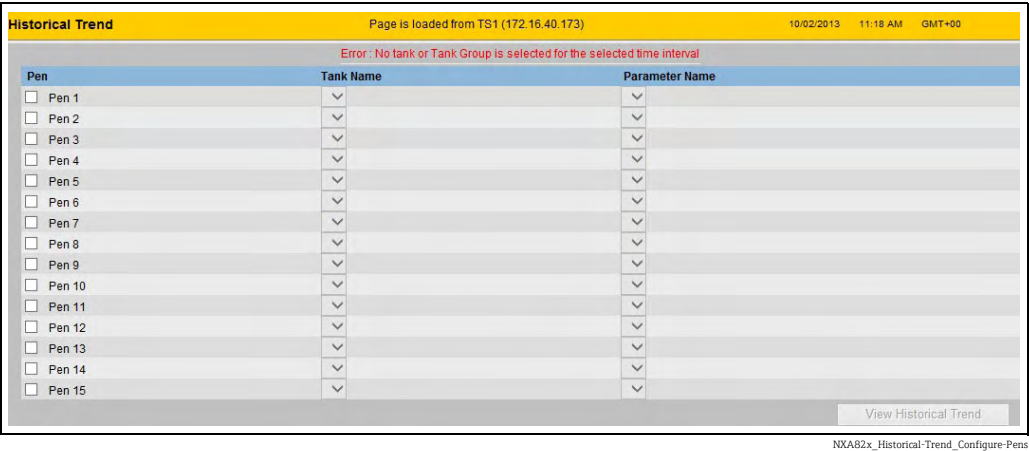 Historical Trend Page is loaded from TS1 (172.16.40.173) 10/02/2013 11:18 AM GMT+00
Error : No tank or Tank Group is selected for the selected time interval
Pen Tank Name Parameter Name
Pen 1
Pen 2
Pen 3
Pen 4
Pen 5
Pen 6
Pen 7
Pen 8
Pen 9
Pen 10
Pen 11
Pen 12
Pen 13
Pen 14
Pen 15
View Historical Trend
NXA82x_Historical-Trend_Configure-Pens